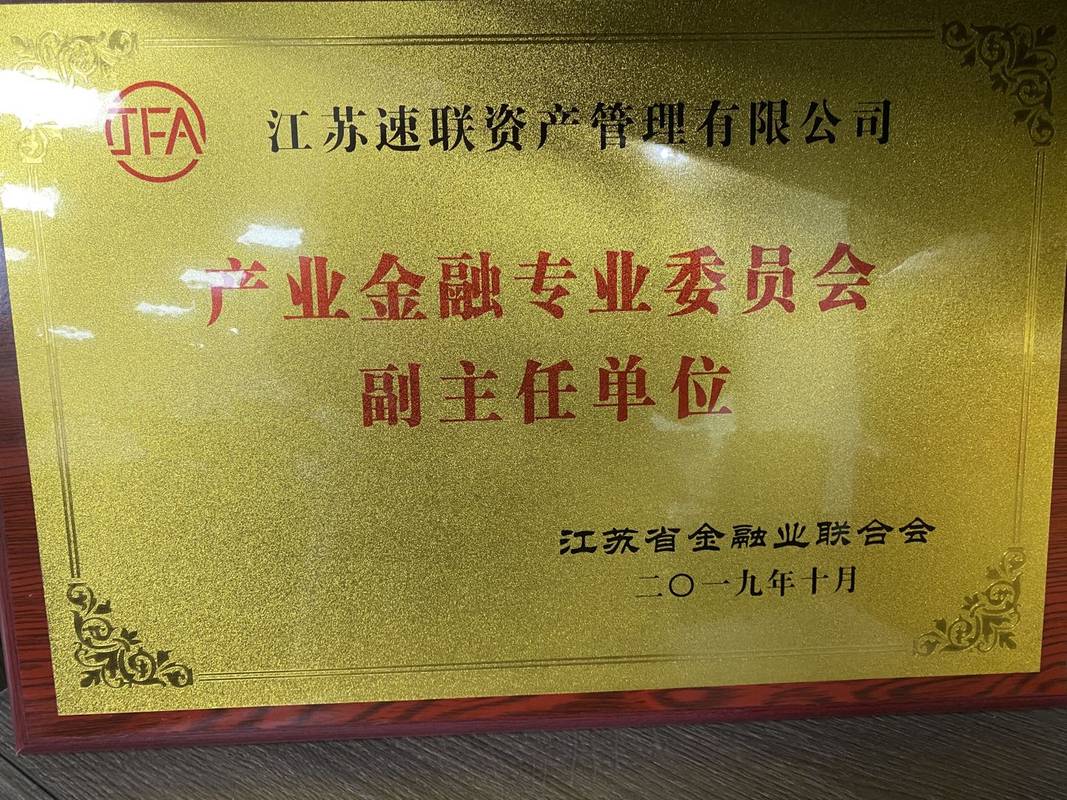 JFA
江苏速联资产管理有限公司
产业金融专业委员会
副主任单位
江苏省金融业联合会
二〇一九年十月